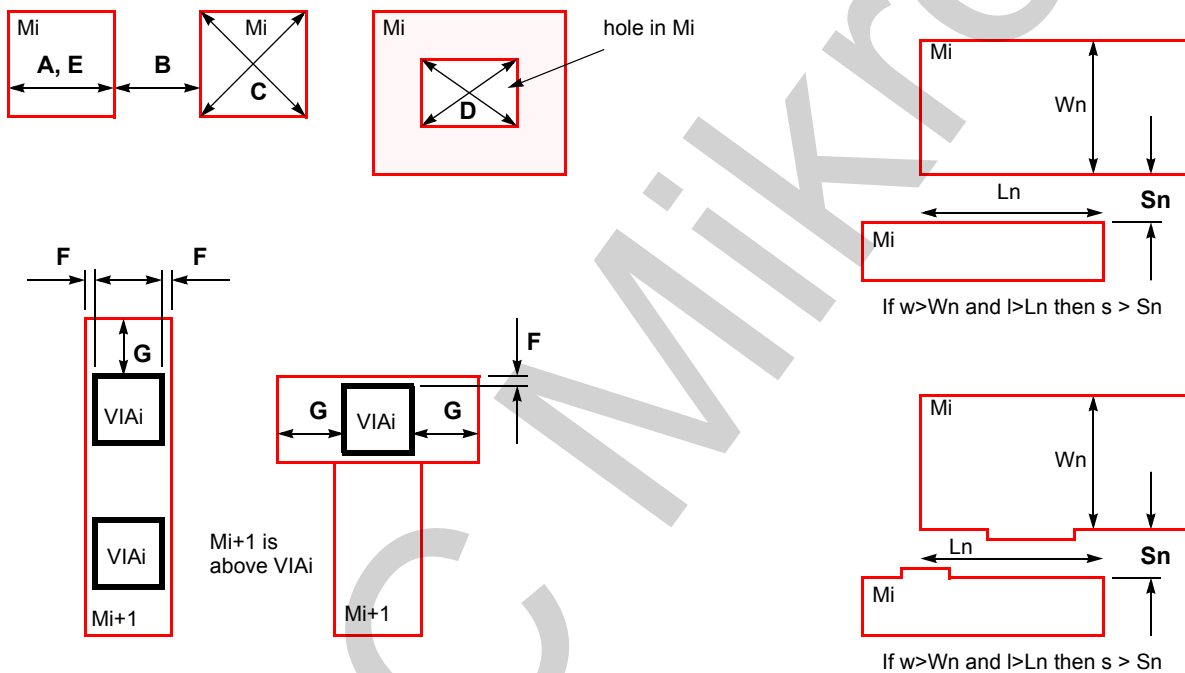 Mi
A, E
B
Mi
C
Mi
D
hole in Mi
Mi
Wn
Sn
Ln
Mi
If w>Wn and l>Ln then s > Sn
F
F
G
VIAi
VIAi
Mi+1
Mi+1 is
above VIAi
F
G
VIAi
G
Mi+1
Mi
Wn
Ln
Sn
Mi
If w>Wn and l>Ln then s > Sn
C Mikro